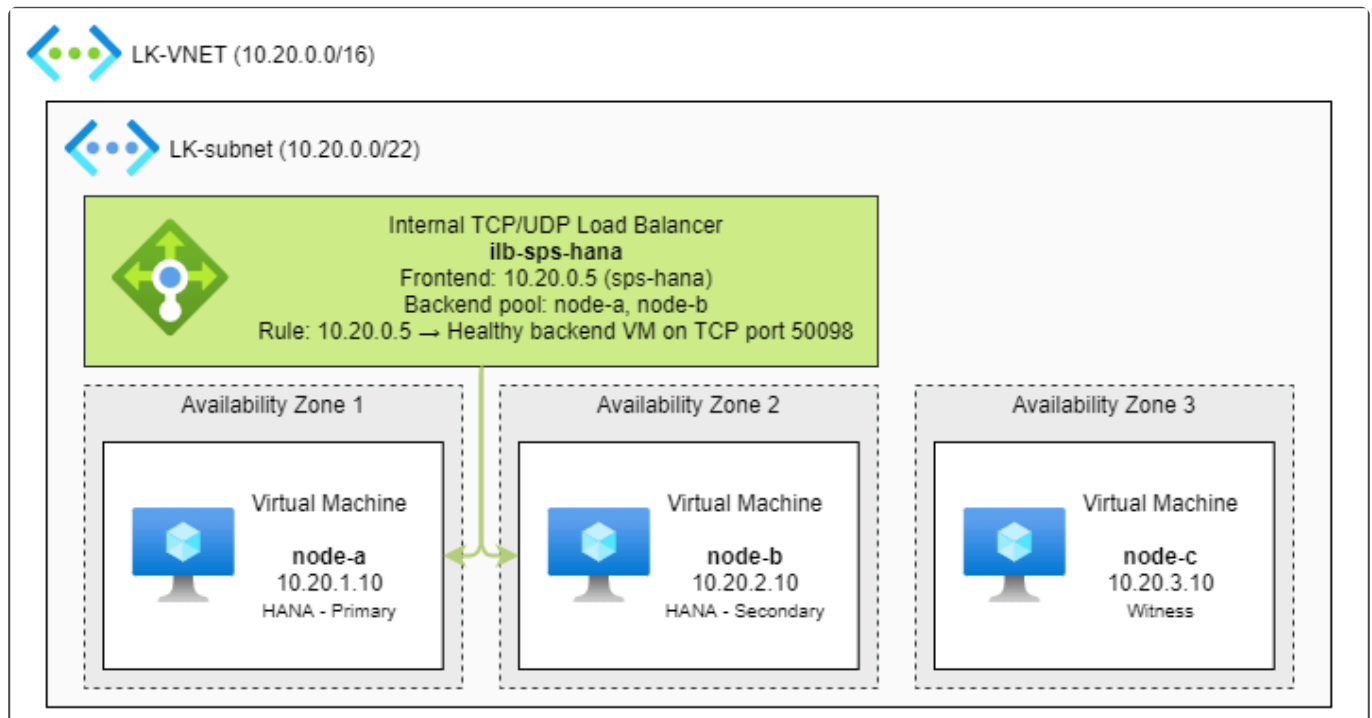 LK-VNET (10.20.0.0/16)
LK-subnet (10.20.0.0/22)
Internal TCP/UDP Load Balancer
ilb-sps-hana
Frontend: 10.20.0.5 (sps-hana)
Backend pool: node-a, node-b
Rule: 10.20.0.5 → Healthy backend VM on TCP port 50098
Availability Zone 1
Virtual Machine
node-a
10.20.1.10
HANA - Primary
Availability Zone 2
Virtual Machine
node-b
10.20.2.10
HANA - Secondary
Availability Zone 3
Virtual Machine
node-c
10.20.3.10
Witness